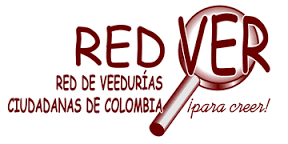 RED VER
RED DE VEEDURÍAS
CIUDADANAS DE COLOMBIA ¡para creer!